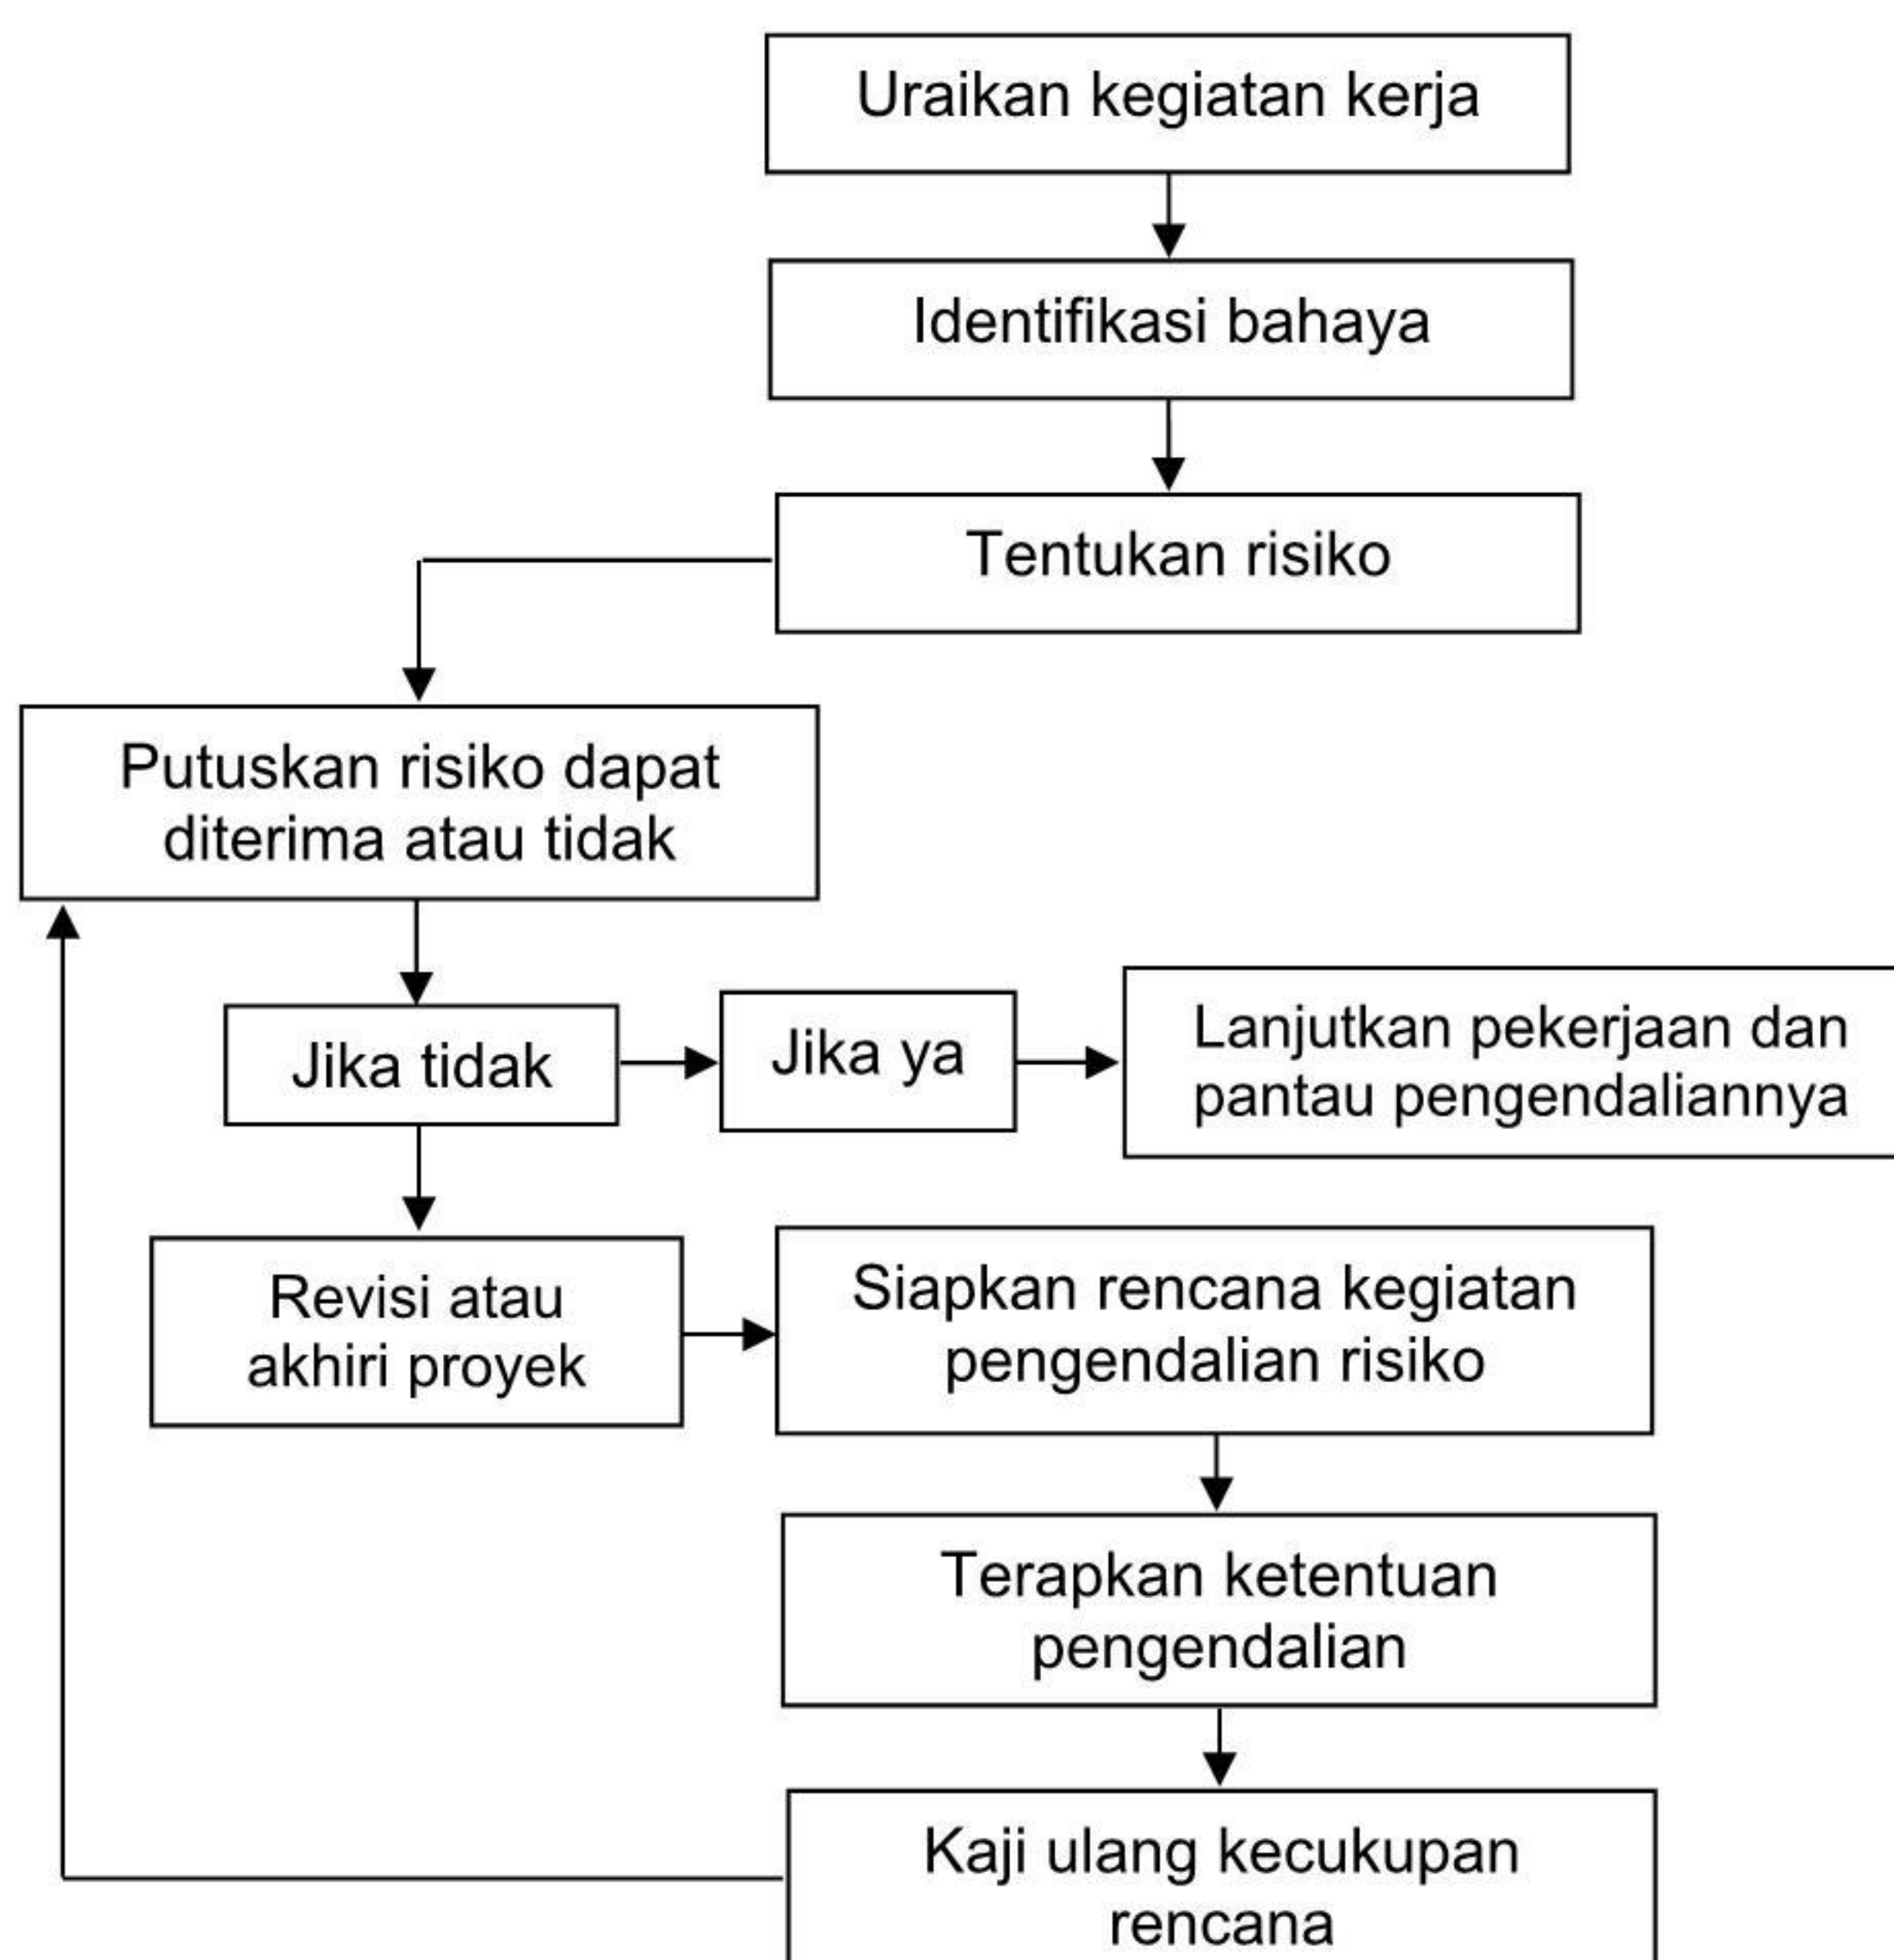 Uraikan kegiatan kerja
Identifikasi bahaya
Tentukan risiko
Putuskan risiko dapat
diterima atau tidak
Jika tidak
Jika ya
Lanjutkan pekerjaan dan
pantau pengendaliannya
Revisi atau
akhiri proyek
Siapkan rencana kegiatan
pengendalian risiko
Terapkan ketentuan
pengendalian
Kaji ulang kecukupan
rencana